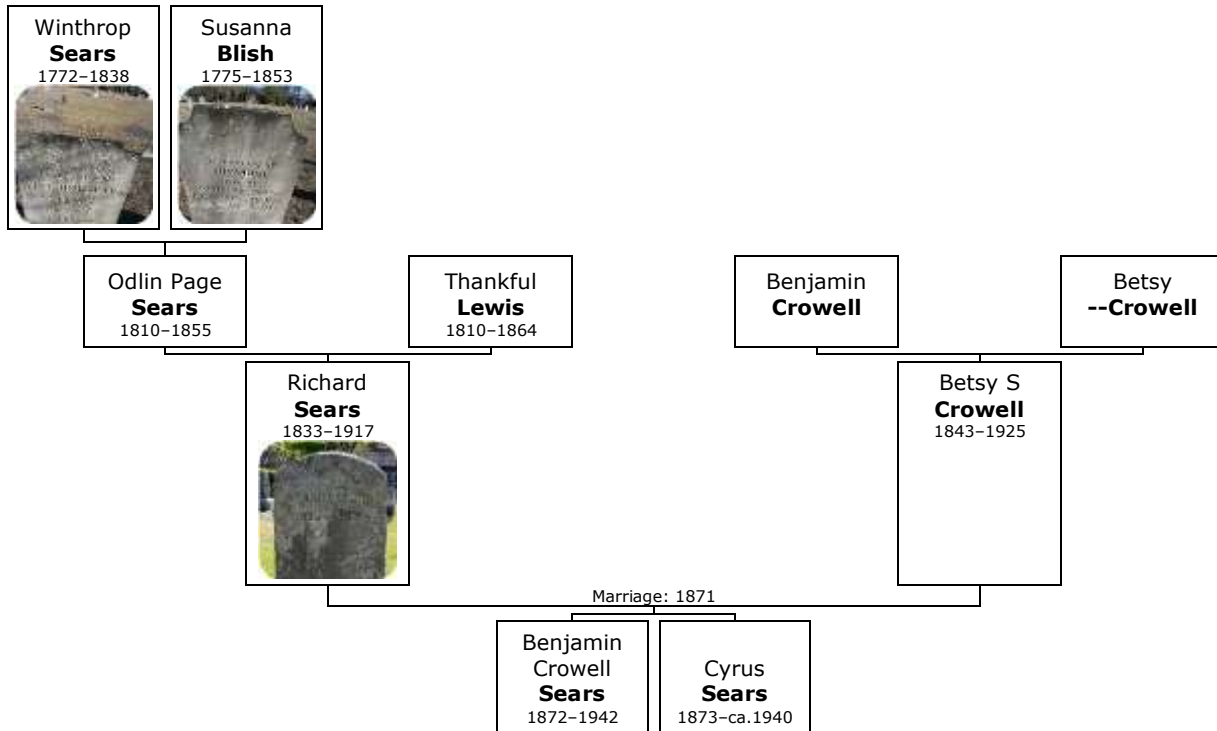 Winthrop
Sears
1772–1838
Susanna
Blish
1775–1853
Odlin Page
Sears
1810–1855
Thankful
Lewis
1810–1864
Benjamin
Crowell
Betsy
--Crowell
Richard
Sears
1833–1917
Betsy S
Crowell
1843–1925
Marriage: 1871
Benjamin
Crowell
Sears
1872–1942
Cyrus
Sears
1873–ca.1940